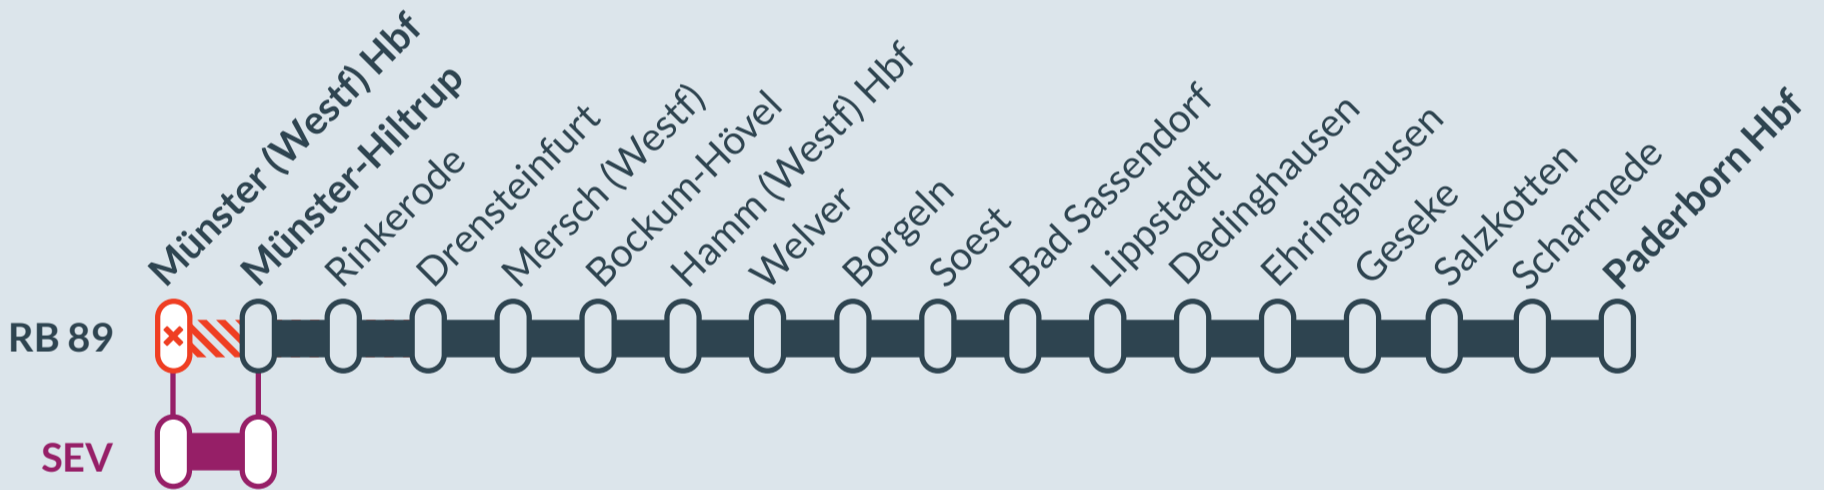 Münster (Westf) Hbf
Münster-Hiltrup
Rinkerode
Drensteinfurt
Mersch (Westf)
Bockum-Hövel
Hamm (Westf) Hbf
Welver
Borgeln
Soest
Bad Sassendorf
Lippstadt
Dedinghausen
Ehringhausen
Geseke
Salzkotten
Scharmede
Paderborn Hbf
RB 89
SEV